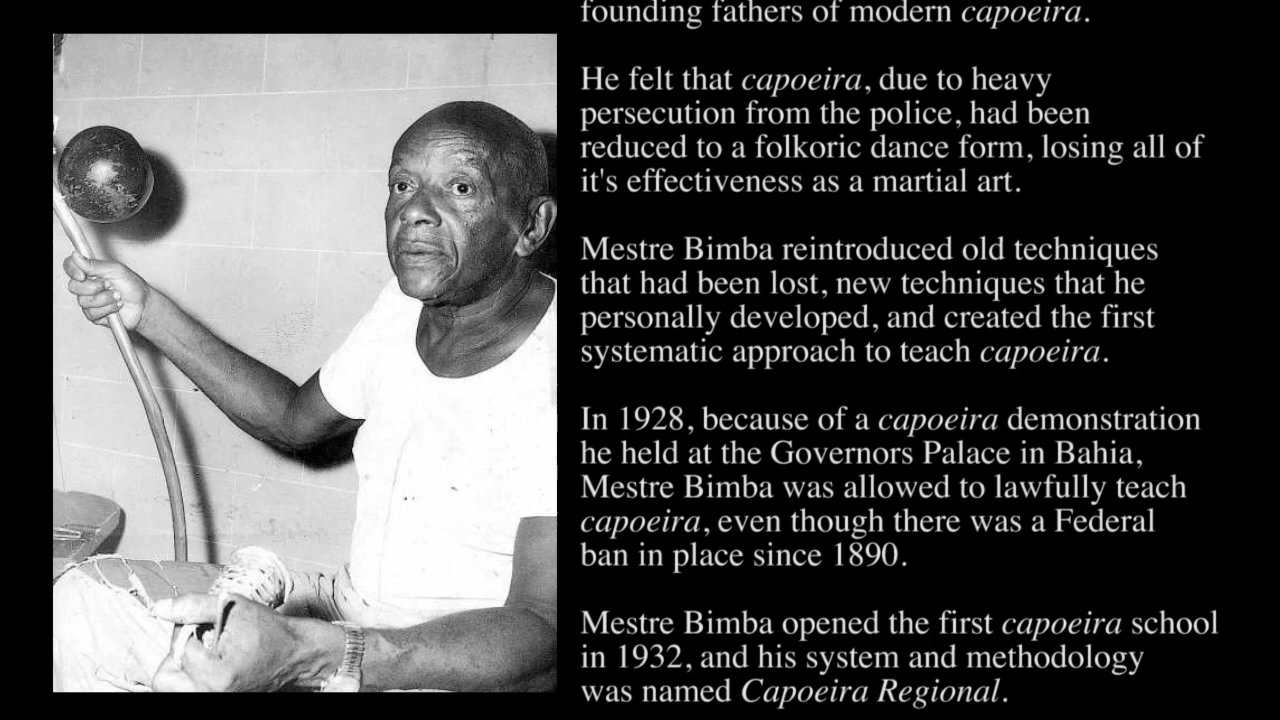 founding fathers of modern capoeira.
He felt that capoeira, due to heavy
persecution from the police, had been
reduced to a folkoric dance form, losing all of
it's effectiveness as a martial art.
Mestre Bimba reintroduced old techniques
that had been lost, new techniques that he
personally developed, and created the first
systematic approach to teach capoeira.
In 1928, because of a capoeira demonstration
he held at the Governors Palace in Bahia,
Mestre Bimba was allowed to lawfully teach
capoeira, even though there was a Federal
ban in place since 1890.
Mestre Bimba opened the first capoeira school
in 1932, and his system and methodology
was named Capoeira Regional.